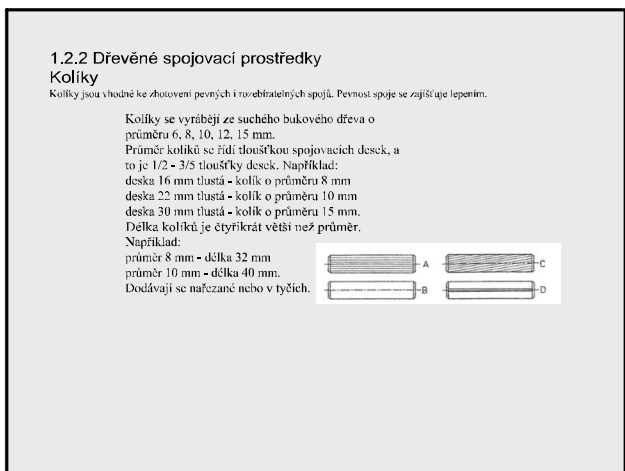 1.2.2 Dřevěné spojovací prostředky
Kolíky
Kolíky jsou vhodné ke zhotovení pevných i rozebíratelných spojů. Pevnost spoje se zajišťuje lepením.
Kolíky se vyrábějí ze suchého bukového dřeva o
průměru 6, 8, 10, 12, 15 mm.
Průměr kolíků se řídí tloušťkou spojovacích desek, a
to je 1/2 - 3/5 tloušťky desek. Například:
deska 16 mm tlustá - kolík o průměru 8 mm
deska 22 mm tlustá - kolík o průměru 10 mm
deska 30 mm tlustá - kolík o průměru 15 mm.
Délka kolíků je čtyřikrát větší než průměr.
Například:
průměr 8 mm - délka 32 mm
průměr 10 mm - délka 40 mm.
Dodávají se nařezané nebo v tyčích.
A
C
B
D